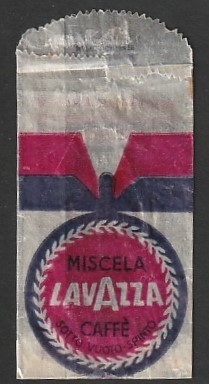 MISCELA
LAVAZZA
CAFFÈ
SOTTO VUOTO SPINTO